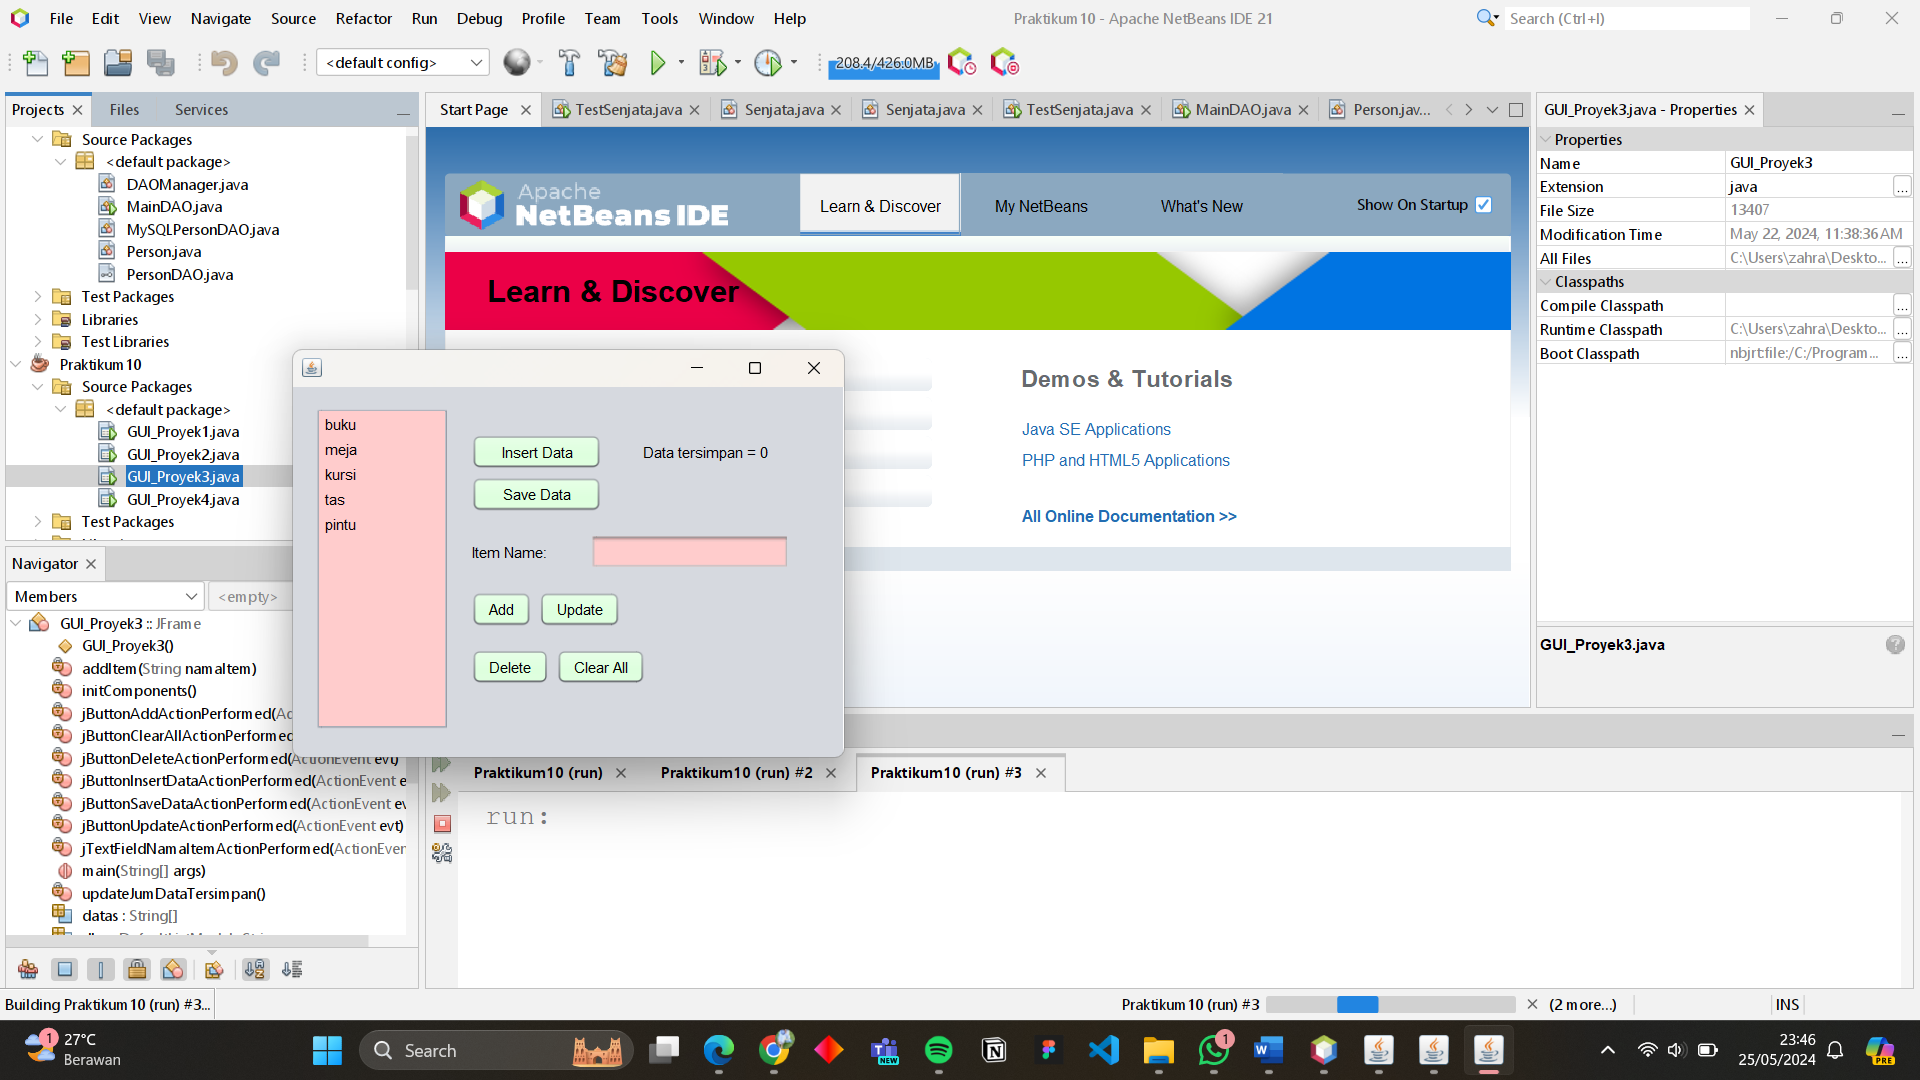 File Edit View Navigate Source Refactor Run Debug Profile Team Tools Window Help
Praktikum10 - Apache NetBeans IDE 21
Search (Ctrl+I)
<default config>
208.4/426.0MB
Projects Files Services
Source Packages
<default package>
DAOManager.java
MainDAO.java
MySQLPersonDAO.java
Person.java
PersonDAO.java
Test Packages
Libraries
Test Libraries
Praktikum10
Source Packages
<default package>
GUI_Proyek1.java
GUI_Proyek2.java
GUI_Proyek3.java
GUI_Proyek4.java
Test Packages
Navigator
Members
<empty>
GUI_Proyek3 :: JFrame
GUI_Proyek3()
addItem(String namaItem)
initComponents()
jButtonAddActionPerformed(Ac
jButtonClearAllActionPerformed
jButtonDeleteActionPerformed(ActionEvent evt)
jButtonInsertDataActionPerformed(ActionEvent e
jButtonSaveDataActionPerformed(ActionEvent ev
jButtonUpdateActionPerformed(ActionEvent evt)
jTextFieldNamaItemActionPerformed(ActionEver
main(String[] args)
updateJumDataTersimpan()
datas : String[]
Start Page TestSenjata.java Senjata.java Senjata.java TestSenjata.java MainDAO.java Person.jav...
Apache
NetBeans IDE
Learn & Discover My NetBeans What's New Show On Startup
Learn & Discover
Demos & Tutorials
Java SE Applications
PHP and HTML5 Applications
All Online Documentation >>
buku
meja
kursi
tas
pintu
Insert Data
Data tersimpan = 0
Save Data
Item Name:
Add Update
Delete Clear All
Praktikum10 (run) Praktikum10 (run) #2 Praktikum10 (run) #3
run:
GUI_Proyek3.java - Properties
Properties
Name GUI_Proyek3
Extension java ...
File Size 13407
Modification Time May 22, 2024, 11:38:36 AM
All Files C:\Users\zahra\Deskto... ...
Classpaths
Compile Classpath ...
Runtime Classpath C:\Users\zahra\Deskto... ...
Boot Classpath nbjrt:file:/C:/Program... ...
GUI_Proyek3.java
?
Building Praktikum10 (run) #3...
Praktikum10 (run) #3
(2 more...)
INS
1
27°C
Berawan
Search
NEW
1
23:46
25/05/2024
PRE